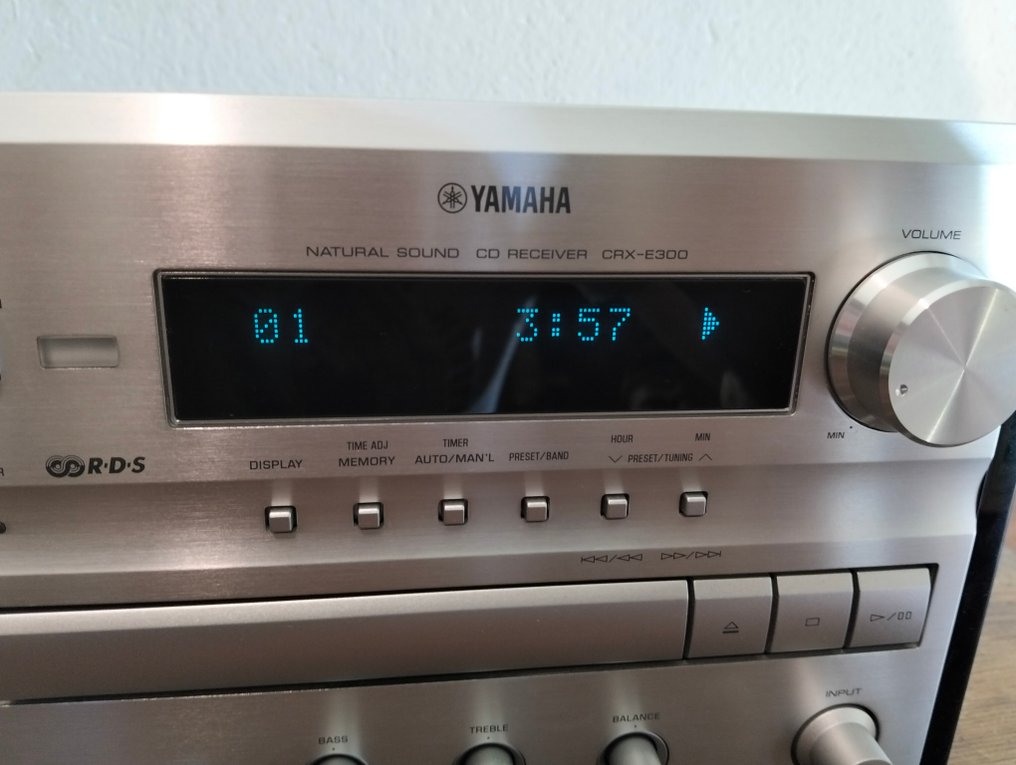 YAMAHA
NATURAL SOUND CD RECEIVER CRX-E300
VOLUME
01 3:57
MIN
R·D·S
DISPLAY
TIME ADJ
MEMORY
TIMER
AUTO/MAN'L
PRESET/BAND
HOUR
MIN
PRESET/TUNING
INPUT
BASS
TREBLE
BALANCE